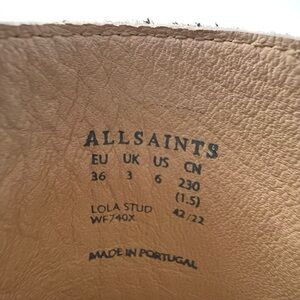 ALLSAINTS
EU UK US CN
36 3 6 230
(1.5)
LOLA STUD 42/22
WF740X
MADE IN PORTUGAL